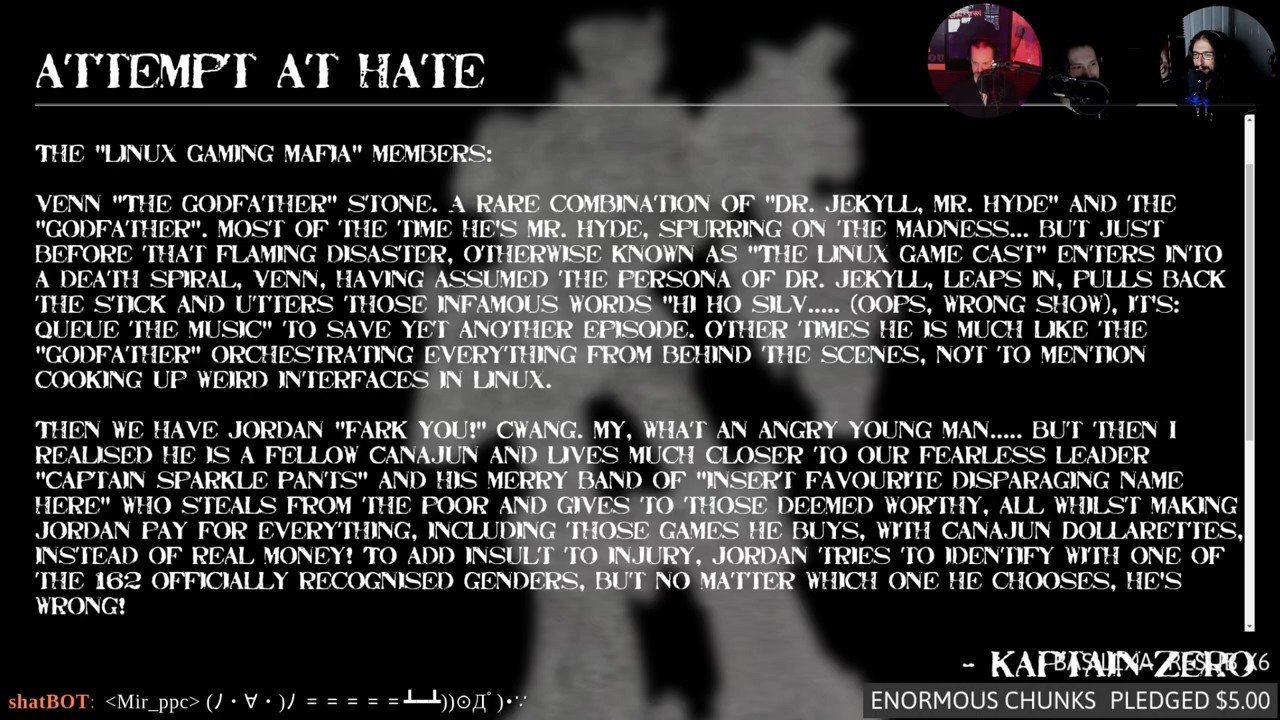 ATTEMPT AT HATE
THE "LINUX GAMING MAFIA" MEMBERS:
VENN "THE GODFATHER" STONE. A RARE COMBINATION OF "DR. JEKYLL, MR. HYDE" AND THE
"GODFATHER". MOST OF THE TIME HE'S MR. HYDE, SPURRING ON THE MADNESS... BUT JUST
BEFORE THAT FLAMING DISASTER, OTHERWISE KNOWN AS "THE LINUX GAME CAST" ENTERS INTO
A DEATH SPIRAL, VENN, HAVING ASSUMED THE PERSONA OF DR. JEKYLL, LEAPS IN, PULLS BACK
THE STICK AND UTTERS THOSE INFAMOUS WORDS "HI HO SILV..... (OOPS, WRONG SHOW), IT'S:
QUEUE THE MUSIC" TO SAVE YET ANOTHER EPISODE. OTHER TIMES HE IS MUCH LIKE THE
"GODFATHER" ORCHESTRATING EVERYTHING FROM BEHIND THE SCENES, NOT TO MENTION
COOKING UP WEIRD INTERFACES IN LINUX.
THEN WE HAVE JORDAN "FARK YOU!" CWANG. MY, WHAT AN ANGRY YOUNG MAN..... BUT THEN I
REALISED HE IS A FELLOW CANAJUN AND LIVES MUCH CLOSER TO OUR FEARLESS LEADER
"CAPTAIN SPARKLE PANTS" AND HIS MERRY BAND OF "INSERT FAVOURITE DISPARAGING NAME
HERE" WHO STEALS FROM THE POOR AND GIVES TO THOSE DEEMED WORTHY, ALL WHILST MAKING
JORDAN PAY FOR EVERYTHING, INCLUDING THOSE GAMES HE BUYS, WITH CANAJUN DOLLARETTES,
INSTEAD OF REAL MONEY! TO ADD INSULT TO INJURY, JORDAN TRIES TO IDENTIFY WITH ONE OF
THE 162 OFFICIALLY RECOGNISED GENDERS, BUT NO MATTER WHICH ONE HE CHOOSES, HE'S
WRONG!
- KAPTAIN ZERO
X6
shatBOT: <Mir_ppc> (ﾉ・∀・)ﾉ = = = = = ┻━┻))⊙Дﾟ)•∵
ENORMOUS CHUNKS PLEDGED $5.00